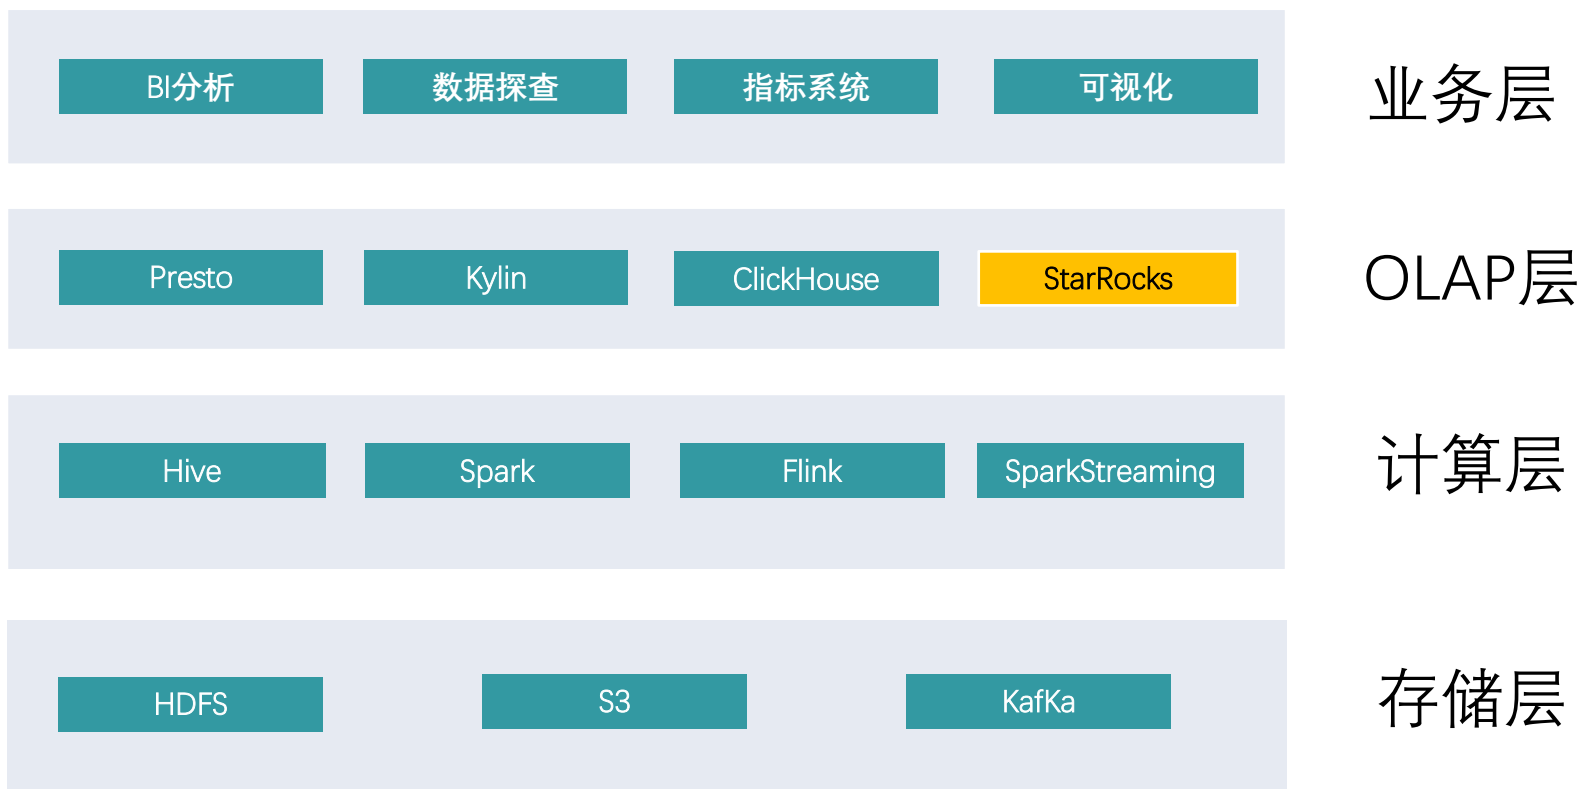 BI分析
数据探查
指标系统
可视化
业务层
Presto
Kylin
ClickHouse
StarRocks
OLAP层
Hive
Spark
Flink
SparkStreaming
计算层
HDFS
S3
KafKa
存储层